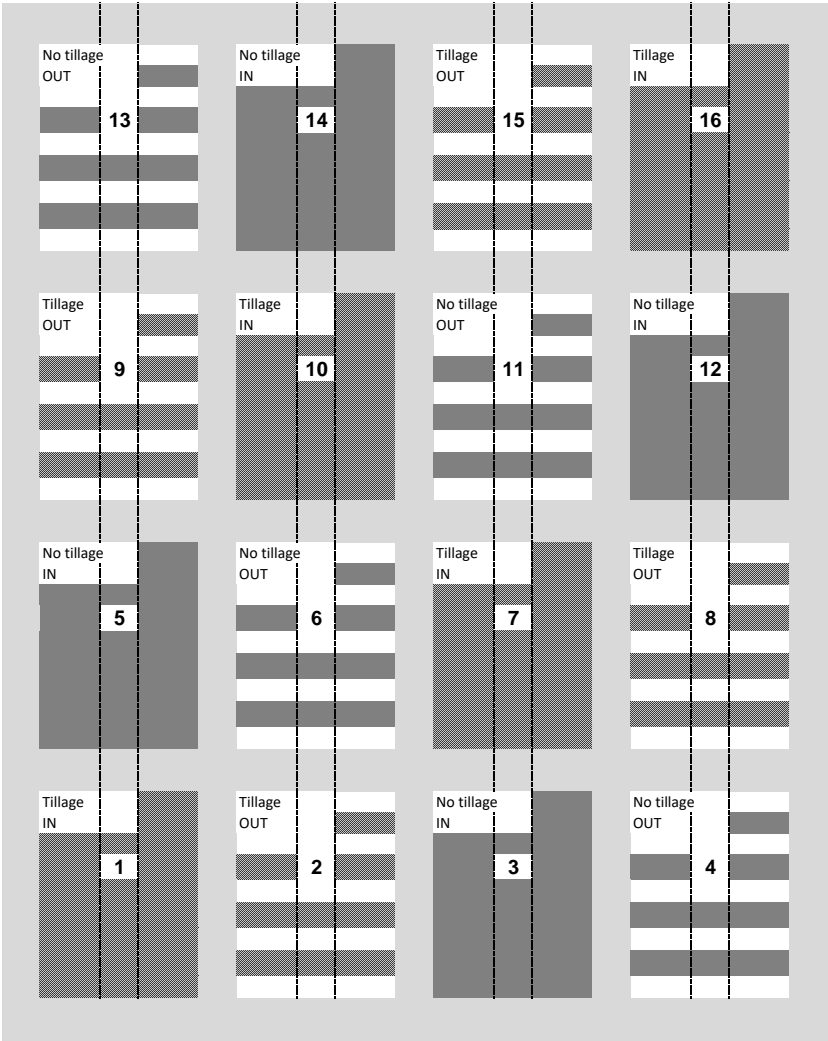 No tillage
OUT
13
No tillage
IN
14
Tillage
OUT
15
Tillage
IN
16
Tillage
OUT
9
Tillage
IN
10
No tillage
OUT
11
No tillage
IN
12
No tillage
IN
5
No tillage
OUT
6
Tillage
IN
7
Tillage
OUT
8
Tillage
IN
1
Tillage
OUT
2
No tillage
IN
3
No tillage
OUT
4